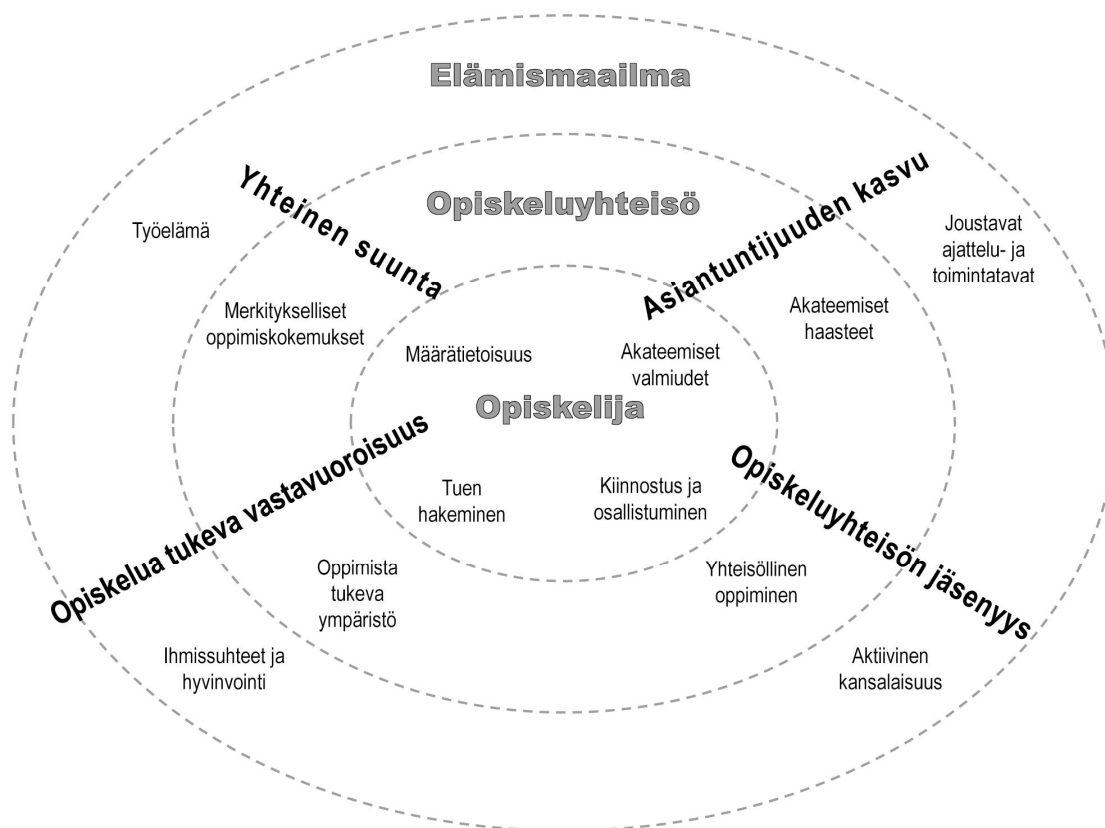 Elämismaailma
Opiskeluyhteisö
Yhteinen suunta
Asiantuntijuuden kasvu
Työelämä
Joustavat
ajattelu- ja
toimintatavat
Merkitykselliset
oppimiskokemukset
Akateemiset
haasteet
Määrätietoisuus
Akateemiset
valmiudet
Opiskelija
Opiskelua tukeva vastavuoroisuus
Opiskeluyhteisön jäsenyys
Tuen
hakeminen
Kiinnostus ja
osallistuminen
Oppimista
tukeva
ympäristö
Yhteisöllinen
oppiminen
Ihmissuhteet ja
hyvinvointi
Aktiivinen
kansalaisuus